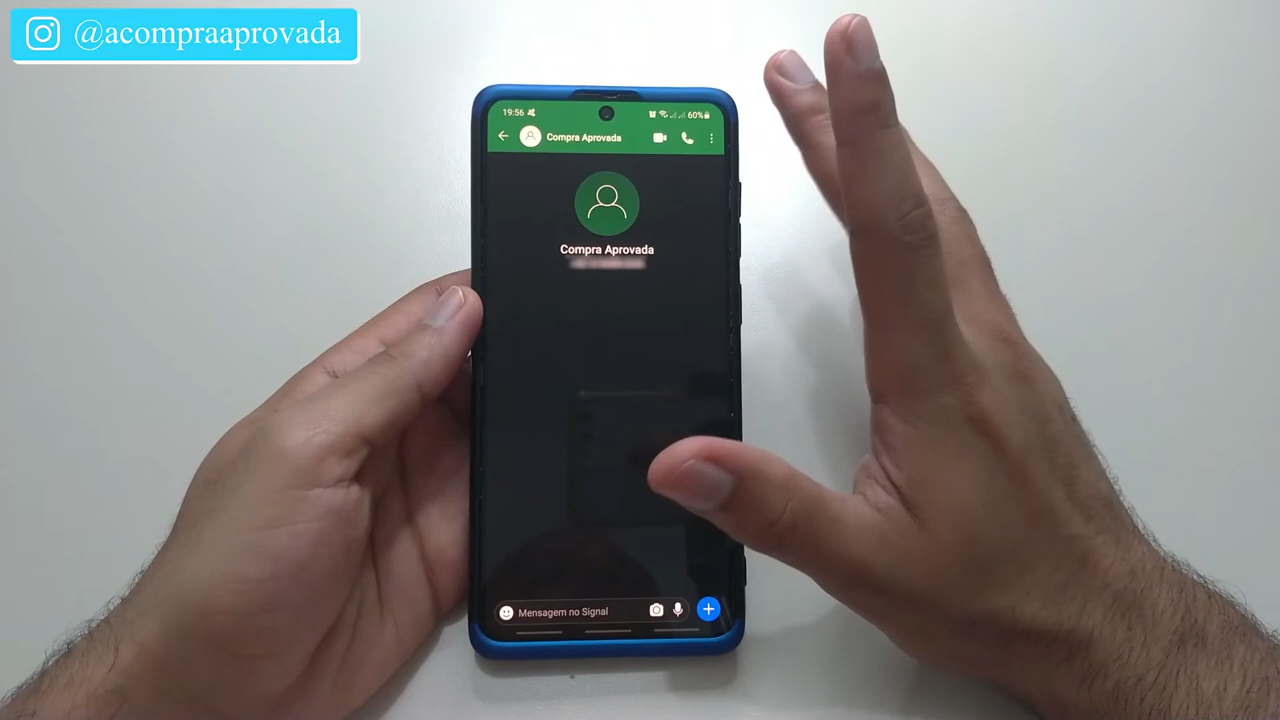 @acompraaprovada
19:56
60%
Compra Aprovada
Compra Aprovada
Mensagem no Signal